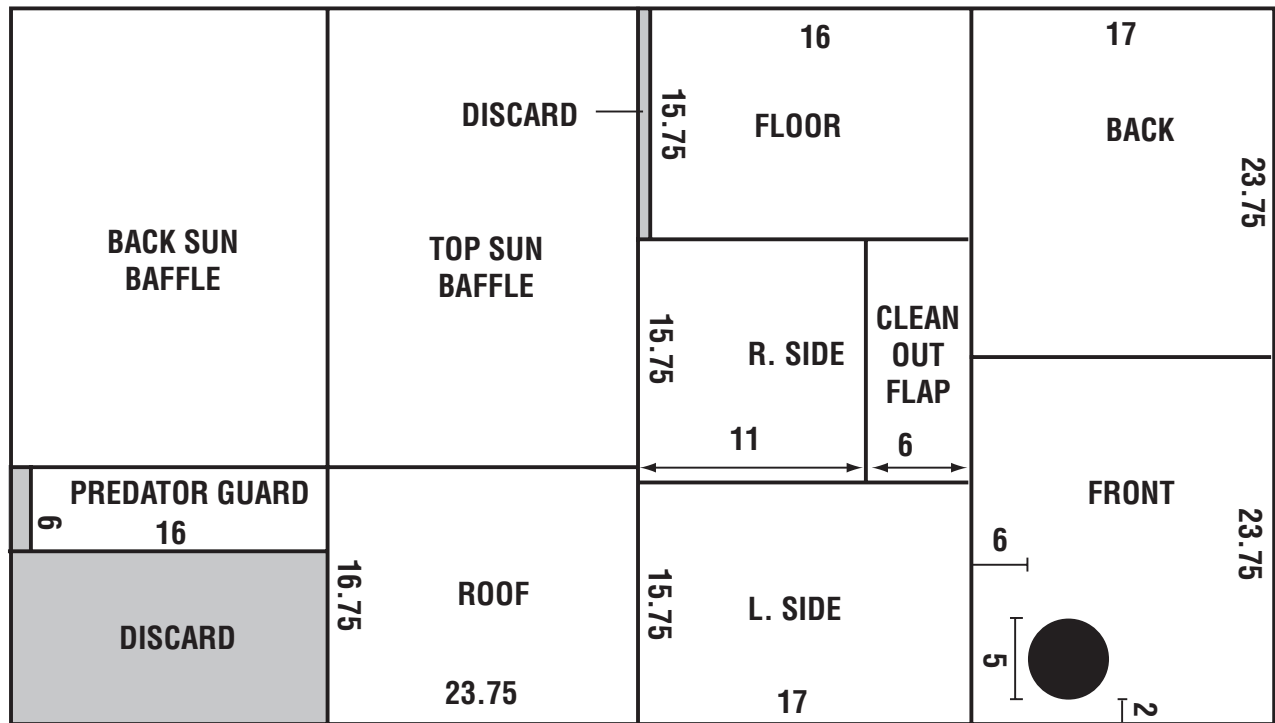 16
17
DISCARD
15.75
FLOOR
BACK
23.75
BACK SUN
BAFFLE
TOP SUN
BAFFLE
15.75
R. SIDE
CLEAN
OUT
FLAP
11
6
PREDATOR GUARD
6
16
FRONT
23.75
6
16.75
ROOF
15.75
L. SIDE
DISCARD
5
23.75
17
2